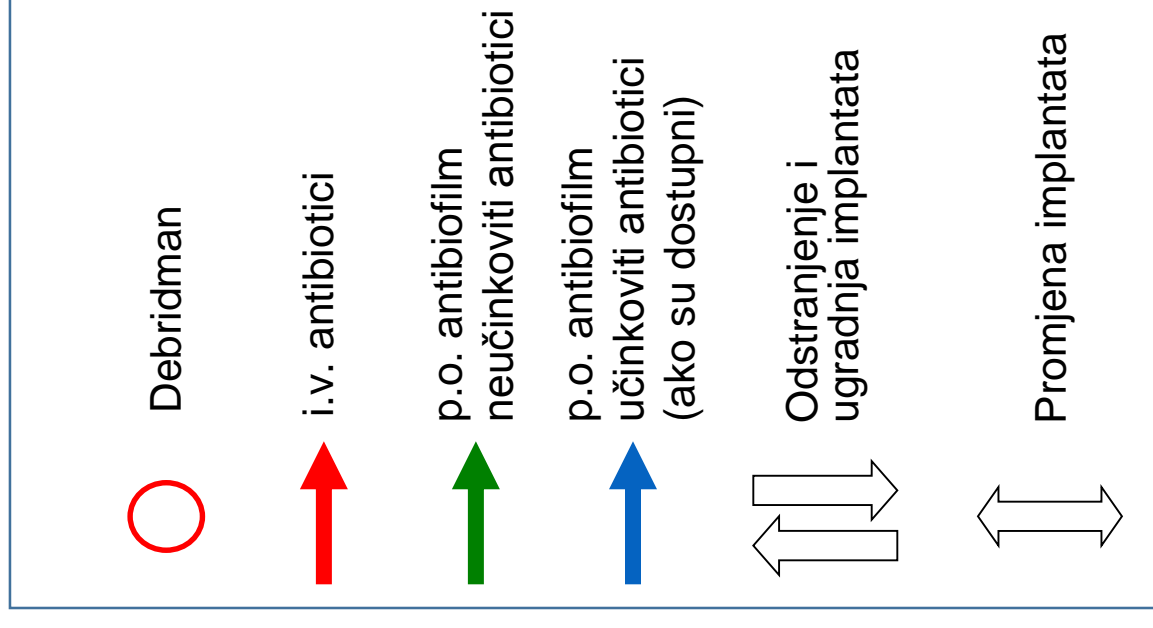 Debridman
i.v. antibiotici
p.o. antibiofilm
neučinkoviti antibiotici
p.o. antibiofilm
učinkoviti antibiotici
(ako su dostupni)
Odstranjenje i
ugradnja implantata
Promjena implantata